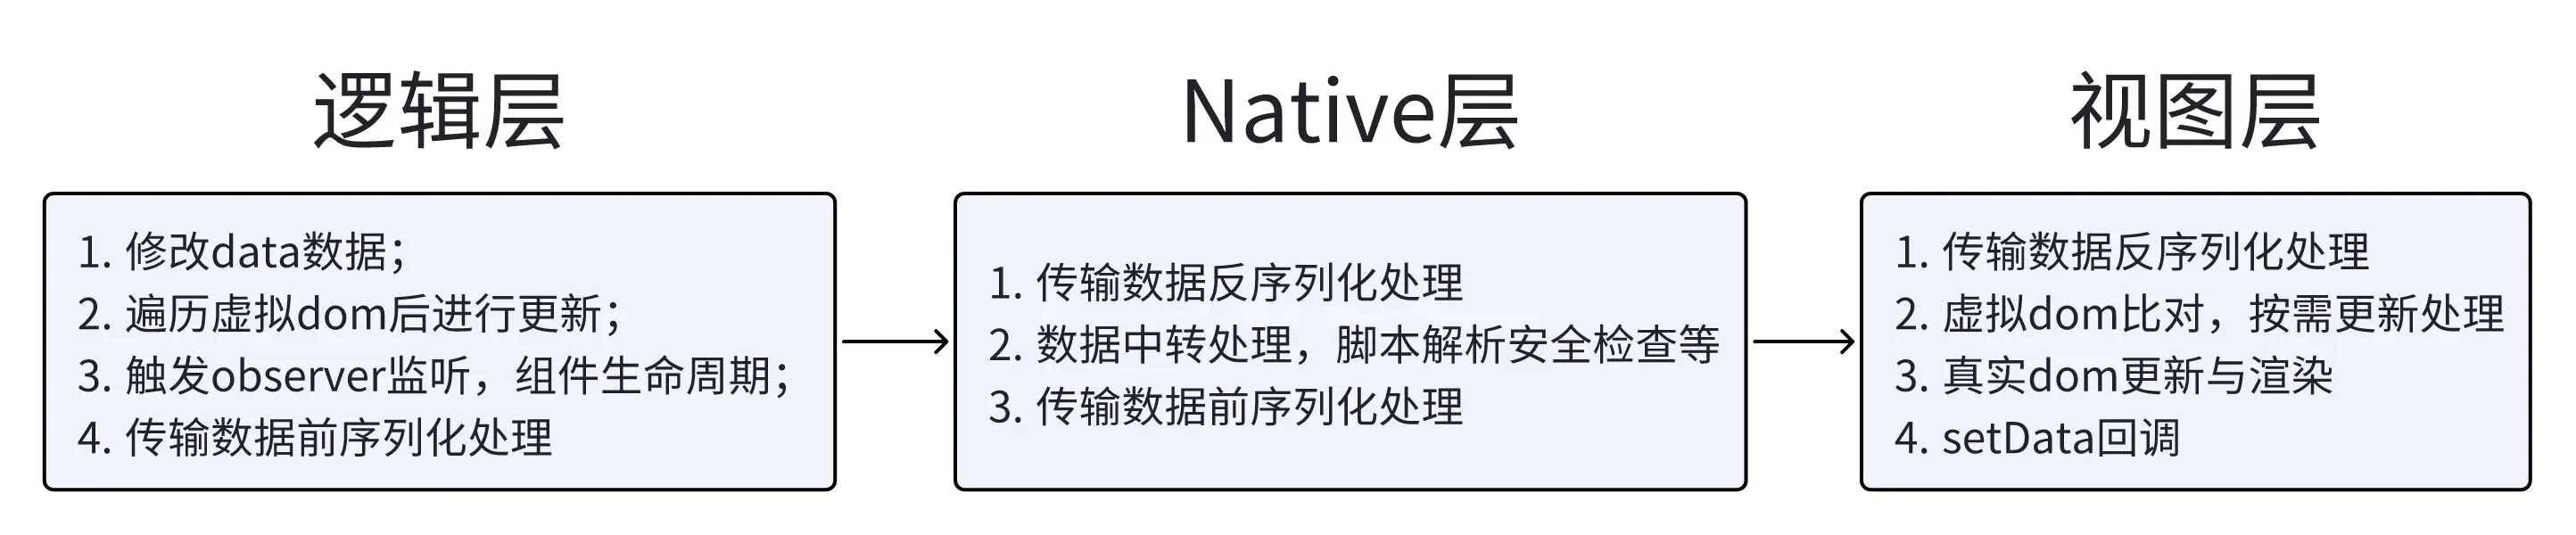 逻辑层
1. 修改data数据；
2. 遍历虚拟dom后进行更新；
3. 触发observer监听，组件生命周期；
4. 传输数据前序列化处理
Native层
1. 传输数据反序列化处理
2. 数据中转处理，脚本解析安全检查等
3. 传输数据前序列化处理
视图层
1. 传输数据反序列化处理
2. 虚拟dom比对，按需更新处理
3. 真实dom更新与渲染
4. setData回调